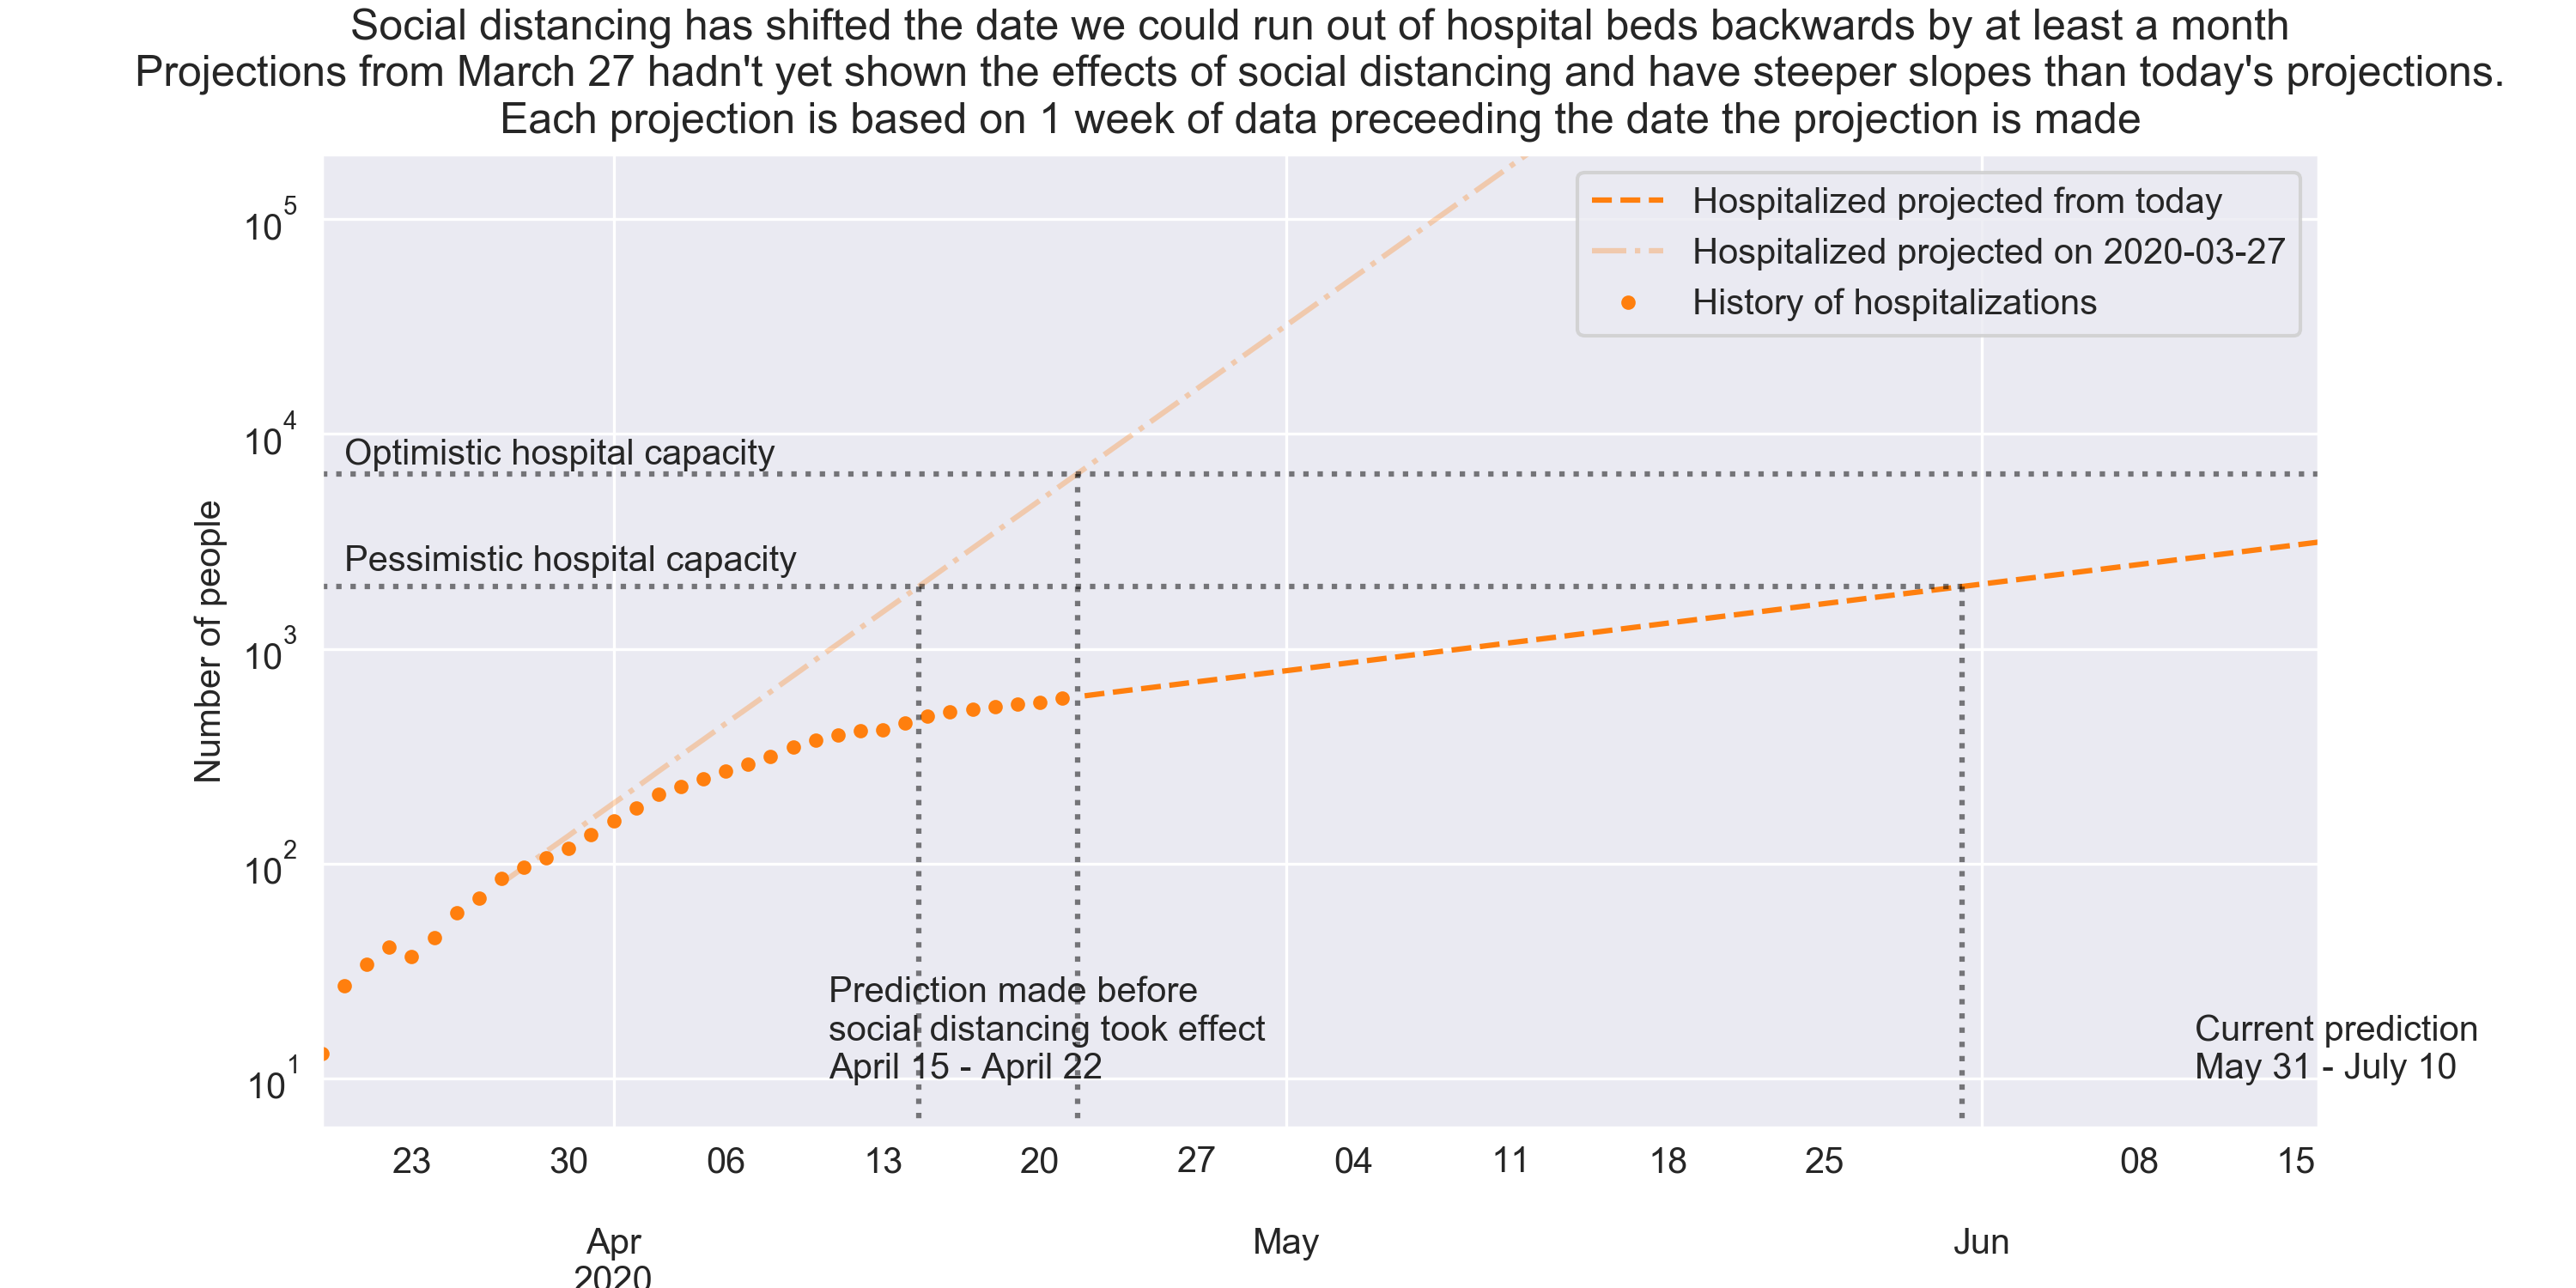 Social distancing has shifted the date we could run out of hospital beds backwards by at least a month
Projections from March 27 hadn't yet shown the effects of social distancing and have steeper slopes than today's projections.
Each projection is based on 1 week of data preceeding the date the projection is made
Hospitalized projected from today
Hospitalized projected on 2020-03-27
History of hospitalizations
Number of people
10^5
10^4
10^3
10^2
10^1
Optimistic hospital capacity
Pessimistic hospital capacity
Prediction made before
social distancing took effect
April 15 - April 22
Current prediction
May 31 - July 10
23 30 06 13 20 27 04 11 18 25 08 15
Apr May Jun
2020